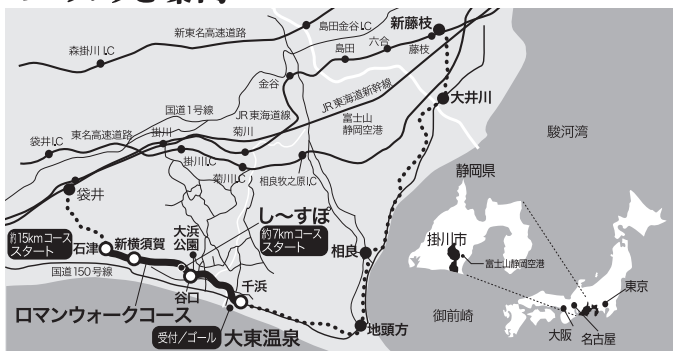 新東名高速道路
島田金谷I.C
新藤枝
六合
島田
藤枝
森掛川I.C
金谷
JR東海道新幹線
大井川
国道1号線
JR東海道線
富士山
静岡空港
駿河湾
東名高速道路
掛川
菊川
袋井I.C
掛川I.C
菊川I.C
相良牧之原I.C
静岡県
袋井
し〜すぽ
大浜
公園
約7kmコース
スタート
掛川市
富士山静岡空港
約15kmコース
スタート
石津
新横須賀
相良
国道150号線
谷口
千浜
東京
御前崎
名古屋
大阪
ロマンウォークコース
地頭方
受付/ゴール
大東温泉